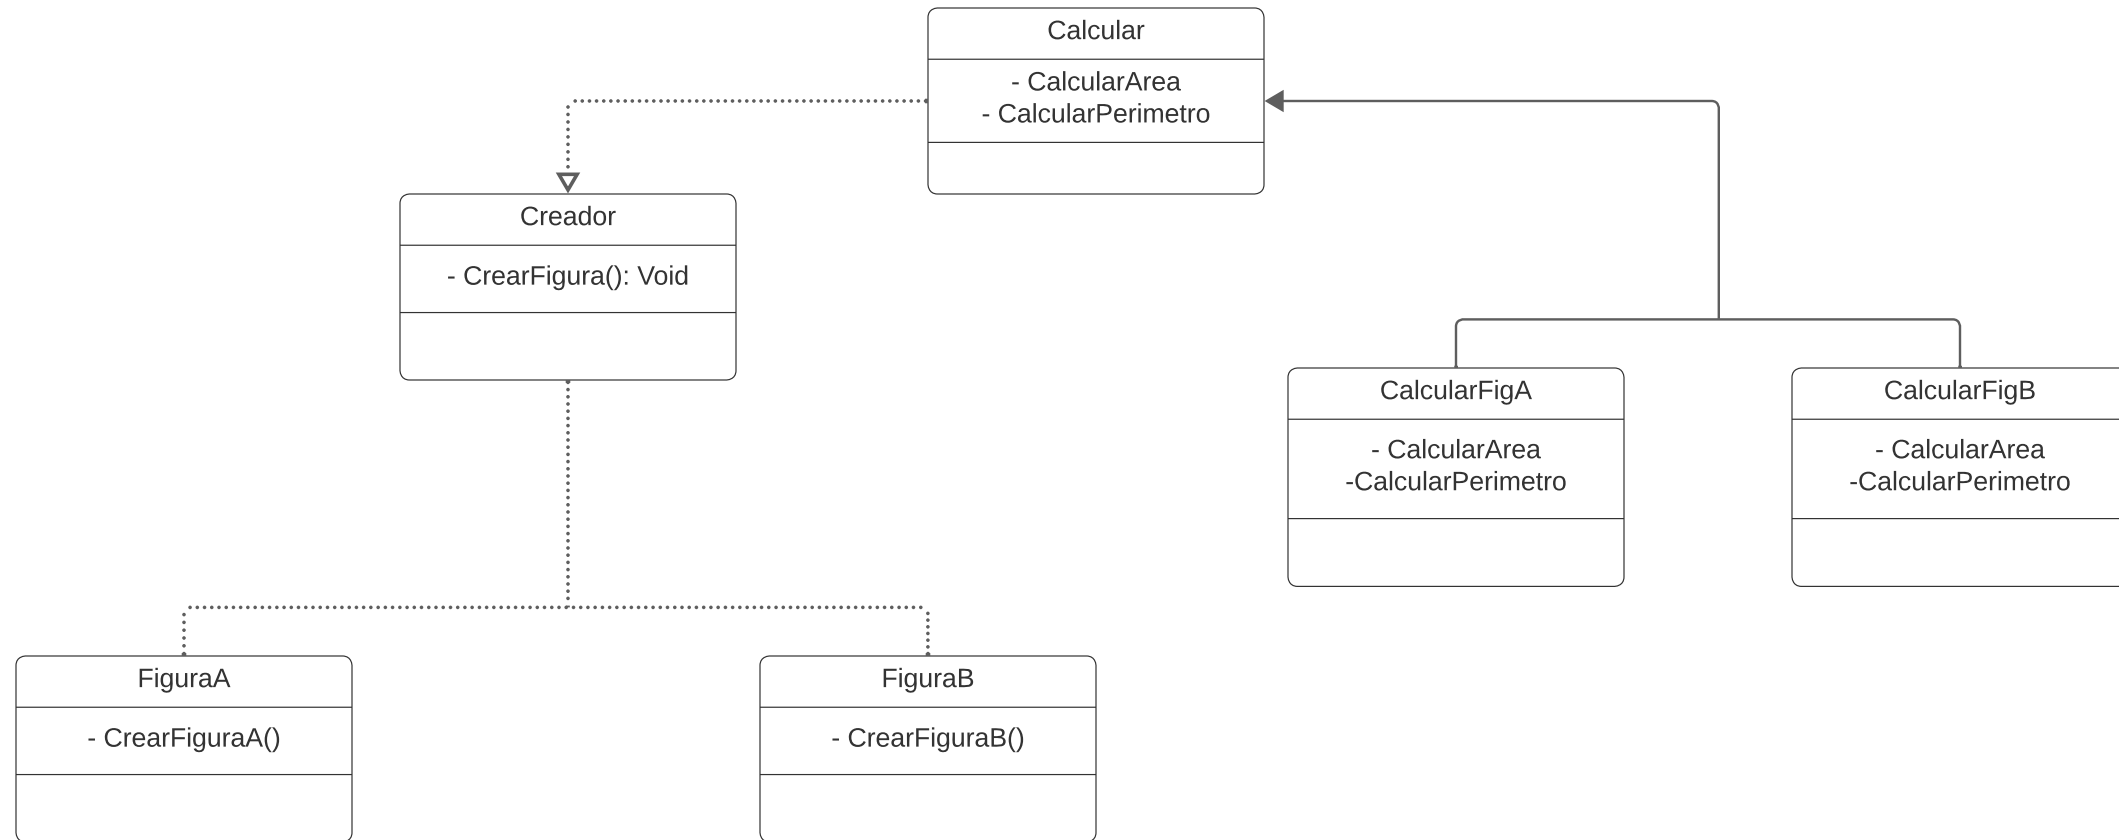 Calcular
- CalcularArea
- CalcularPerimetro
Creador
- CrearFigura(): Void
CalcularFigA
- CalcularArea
-CalcularPerimetro
CalcularFigB
- CalcularArea
-CalcularPerimetro
FiguraA
- CrearFiguraA()
FiguraB
- CrearFiguraB()